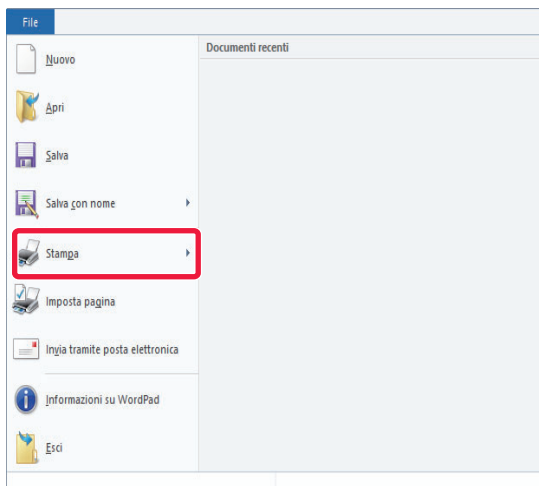 File
Documenti recenti
Nuovo
Apri
Salva
Salva con nome
Stampa
Imposta pagina
Invia tramite posta elettronica
Informazioni su WordPad
Esci